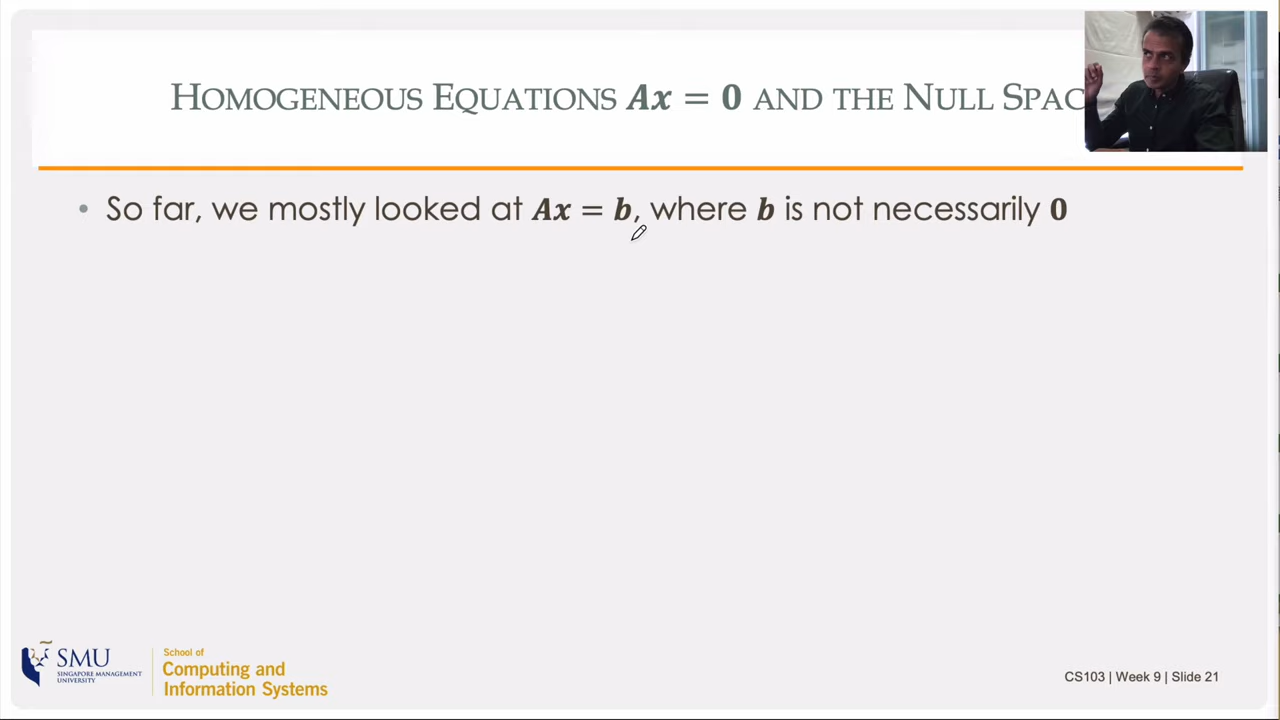 HOMOGENEOUS EQUATIONS Ax = 0 AND THE NULL SPAC
• So far, we mostly looked at Ax = b, where b is not necessarily 0
SMU
SINGAPORE MANAGEMENT
UNIVERSITY
School of
Computing and
Information Systems
CS103 | Week 9 | Slide 21